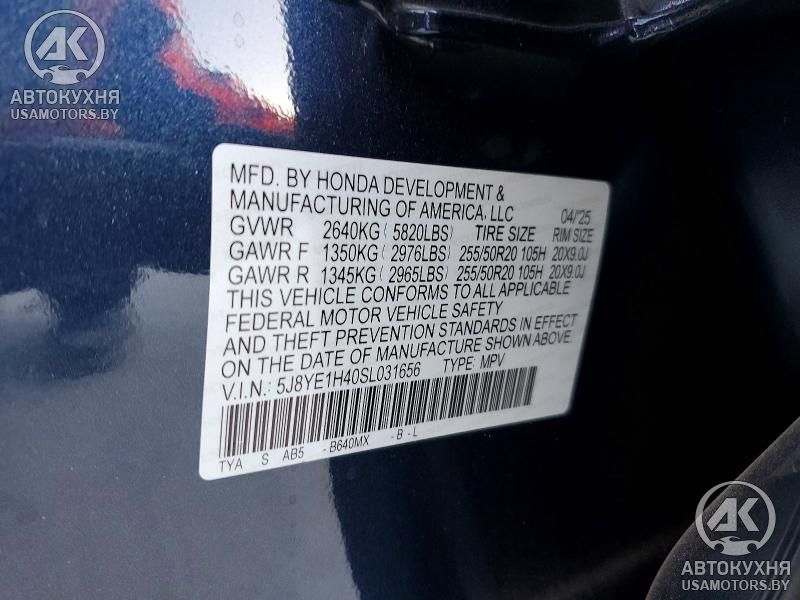 AK
АВТОКУХНЯ
USAMOTORS.BY
MFD. BY HONDA DEVELOPMENT &
MANUFACTURING OF AMERICA, LLC 04/'25
GVWR 2640KG ( 5820LBS) TIRE SIZE RIM SIZE
GAWR F 1350KG ( 2976LBS) 255/50R20 105H 20X9.0J
GAWR R 1345KG ( 2965LBS) 255/50R20 105H 20X9.0J
THIS VEHICLE CONFORMS TO ALL APPLICABLE
FEDERAL MOTOR VEHICLE SAFETY
AND THEFT PREVENTION STANDARDS IN EFFECT
ON THE DATE OF MANUFACTURE SHOWN ABOVE.
V.I.N.: 5J8YE1H40SL031656 TYPE: MPV
TYA S AB5 -B640MX -B-L
AK
АВТОКУХНЯ
USAMOTORS.BY